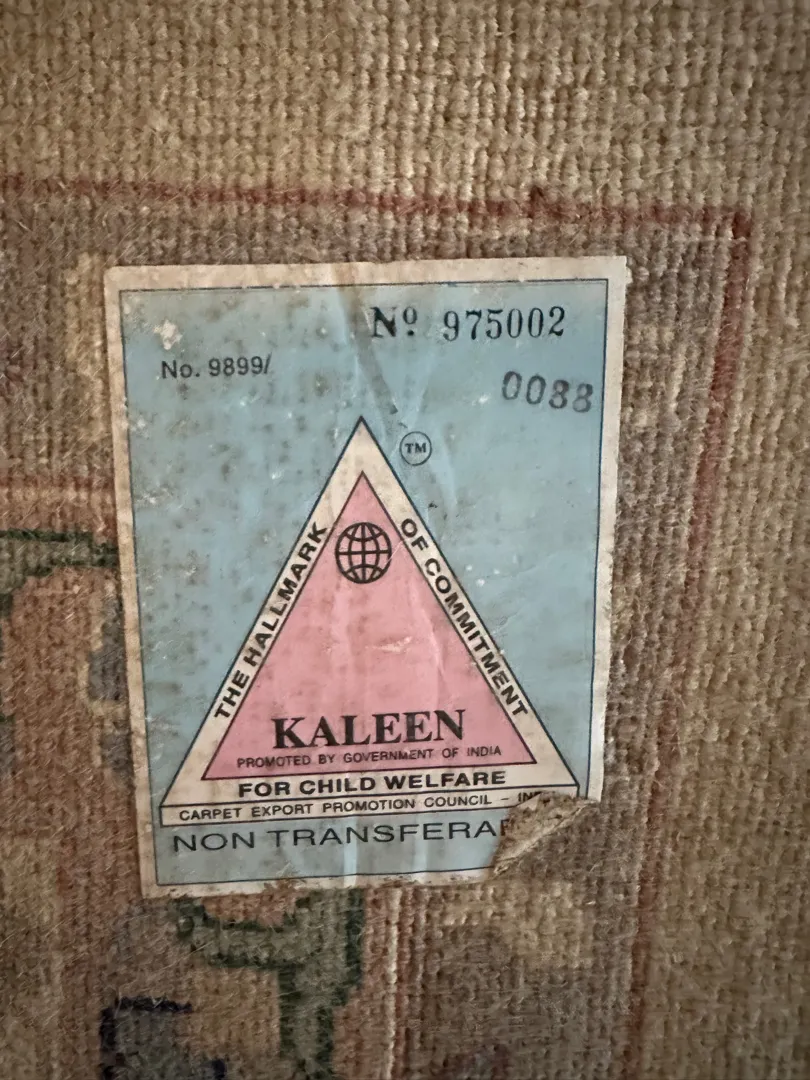 Nº 975002
No. 9899/
0088
TM
THE HALLMARK OF COMMITMENT
KALEEN
PROMOTED BY GOVERNMENT OF INDIA
FOR CHILD WELFARE
CARPET EXPORT PROMOTION COUNCIL –
NON